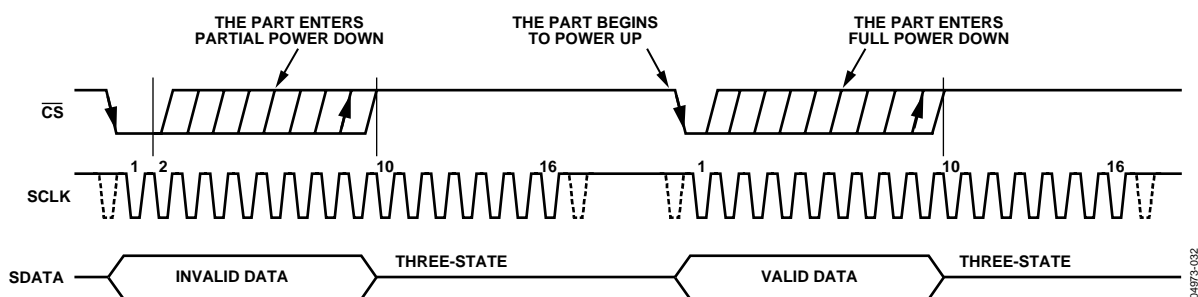 THE PART ENTERS
PARTIAL POWER DOWN
THE PART BEGINS
TO POWER UP
THE PART ENTERS
FULL POWER DOWN
CS
1 2 10 16 1 10 16
SCLK
SDATA INVALID DATA THREE-STATE VALID DATA THREE-STATE
04973-032